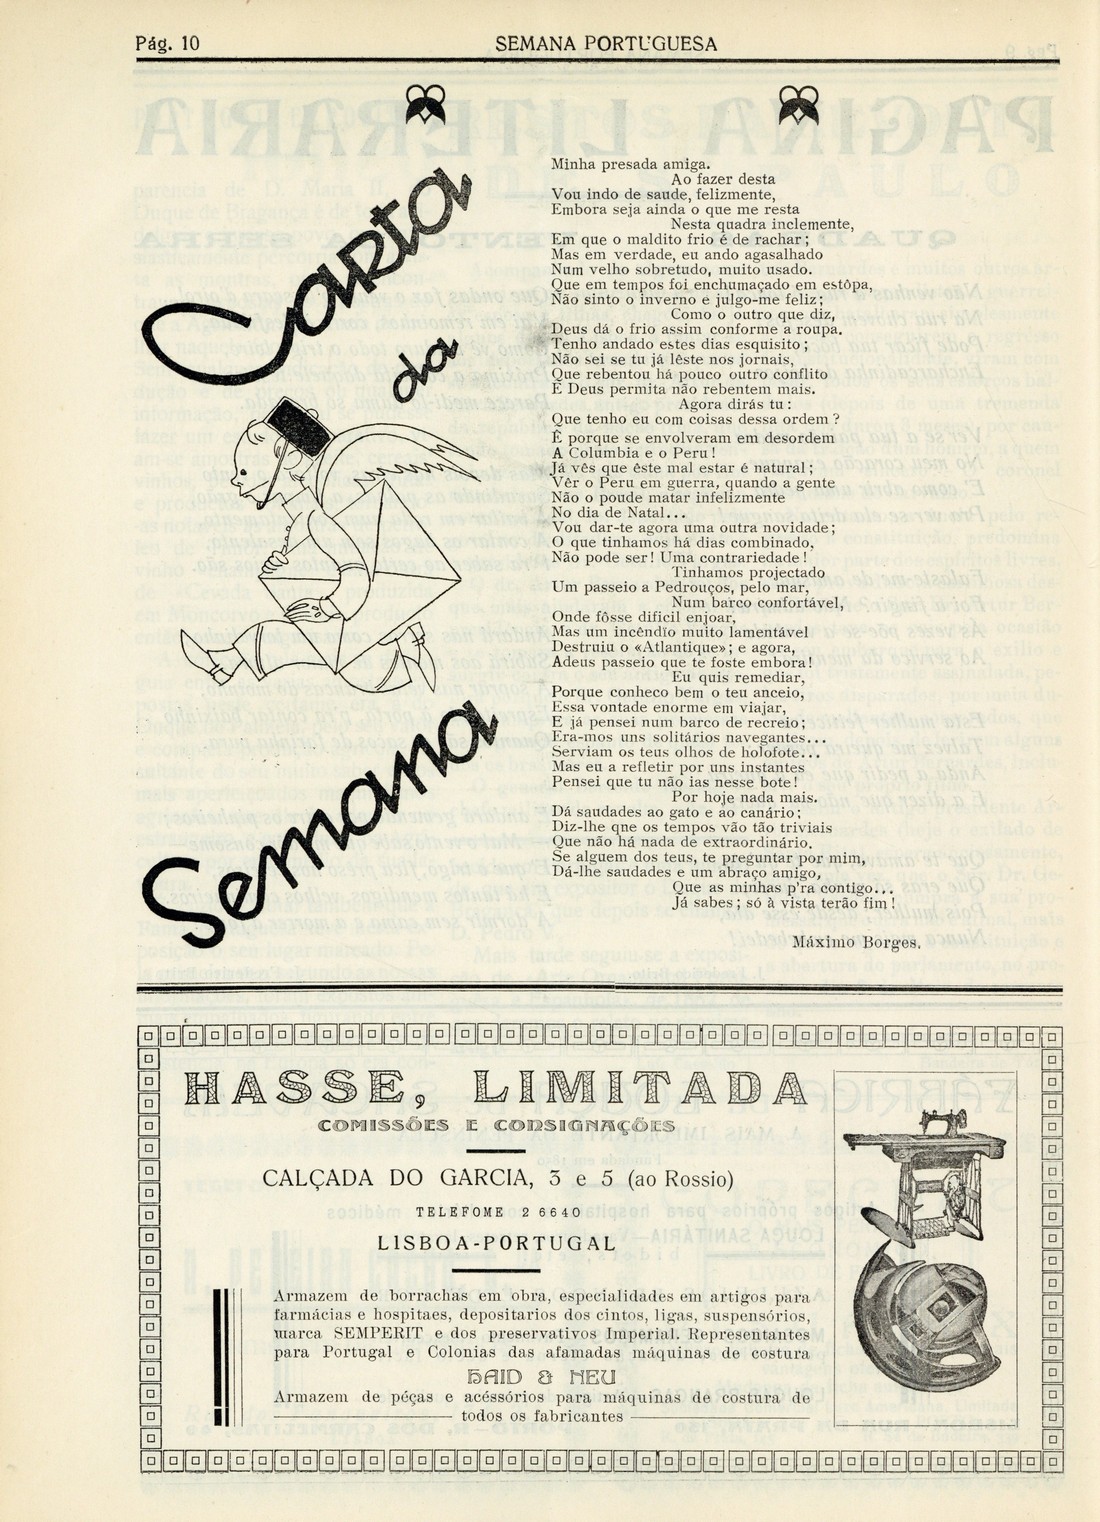 Pág. 10
SEMANA PORTUGUESA
Carta
da
Semana
Minha presada amiga.
Ao fazer desta
Vou indo de saude, felizmente,
Embora seja ainda o que me resta
Nesta quadra inclemente,
Em que o maldito frio é de rachar;
Mas em verdade, eu ando agasalhado
Num velho sobretudo, muito usado.
Que em tempos foi enchumaçado em estôpa,
Não sinto o inverno e julgo-me feliz;
Como o outro que diz,
Deus dá o frio assim conforme a roupa.
Tenho andado estes dias esquisito;
Não sei se tu já lêste nos jornais,
Que rebentou há pouco outro conflito
E Deus permita não rebentem mais.
Agora dirás tu:
Que tenho eu com coisas dessa ordem?
É porque se envolveram em desordem
A Columbia e o Peru!
Já vês que êste mal estar é natural;
Vêr o Peru em guerra, quando a gente
Não o poude matar infelizmente
No dia de Natal...
Vou dar-te agora uma outra novidade;
O que tinhamos há dias combinado,
Não pode ser! Uma contrariedade!
Tinhamos projectado
Um passeio a Pedrouços, pelo mar,
Num barco confortável,
Onde fôsse dificil enjoar,
Mas um incêndio muito lamentável
Destruiu o «Atlantique»; e agora,
Adeus passeio que te foste embora!
Eu quis remediar,
Porque conheco bem o teu anceio,
Essa vontade enorme em viajar,
E já pensei num barco de recreio;
Era-mos uns solitários navegantes...
Serviam os teus olhos de holofote...
Mas eu a refletir por uns instantes
Pensei que tu não ias nesse bote!
Por hoje nada mais.
Dá saudades ao gato e ao canário;
Diz-lhe qne os tempos vão tão triviais
Que não há nada de extraordinário.
Se alguem dos teus, te preguntar por mim,
Dá-lhe saudades e um abraço amigo,
Que as minhas p'ra contigo...
Já sabes; só à vista terão fim!
Máximo Borges.
HASSE, LIMITADA
COMISSÕES E CONSIGNAÇÕES
CALÇADA DO GARCIA, 3 e 5 (ao Rossio)
TELEFOME 2 6640
LISBOA-PORTUGAL
Armazem de borrachas em obra, especialidades em artigos para
farmácias e hospitaes, depositarios dos cintos, ligas, suspensórios,
marca SEMPERIT e dos preservativos Imperial. Representantes
para Portugal e Colonias das afamadas máquinas de costura
HAID & NEU
Armazem de péças e acéssórios para máquinas de costura de
todos os fabricantes